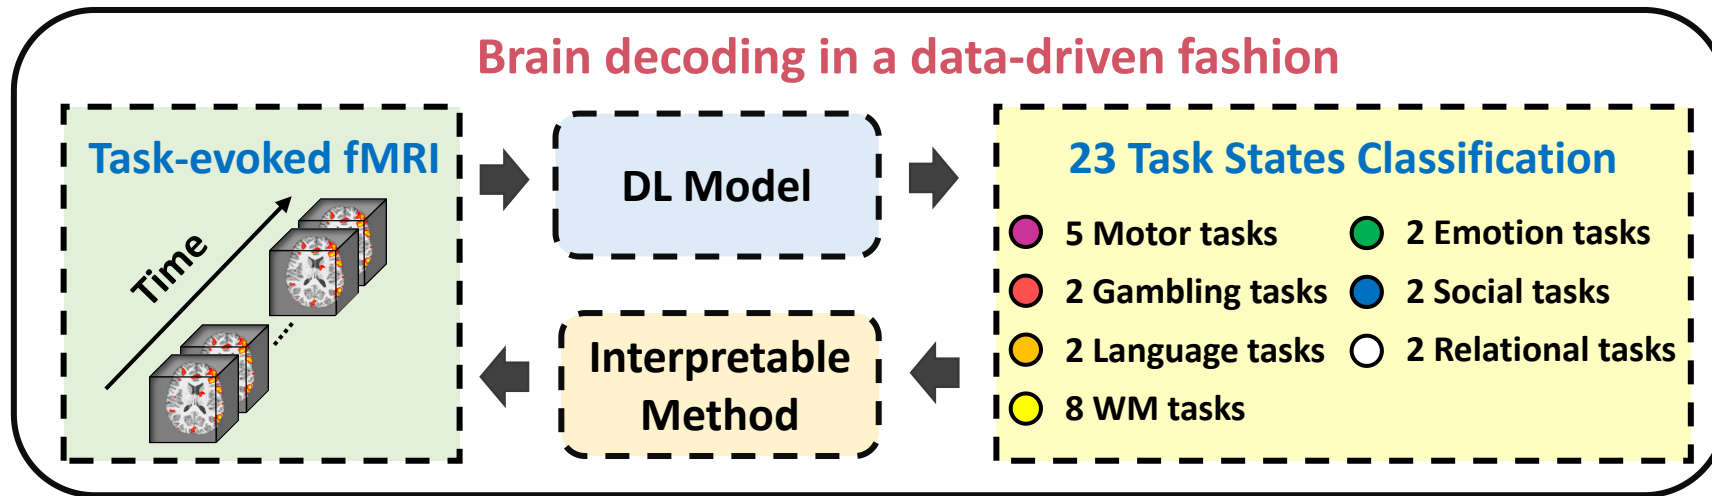 Brain decoding in a data-driven fashion
Task-evoked fMRI
Time
DL Model
Interpretable
Method
23 Task States Classification
5 Motor tasks
2 Emotion tasks
2 Gambling tasks
2 Social tasks
2 Language tasks
2 Relational tasks
8 WM tasks